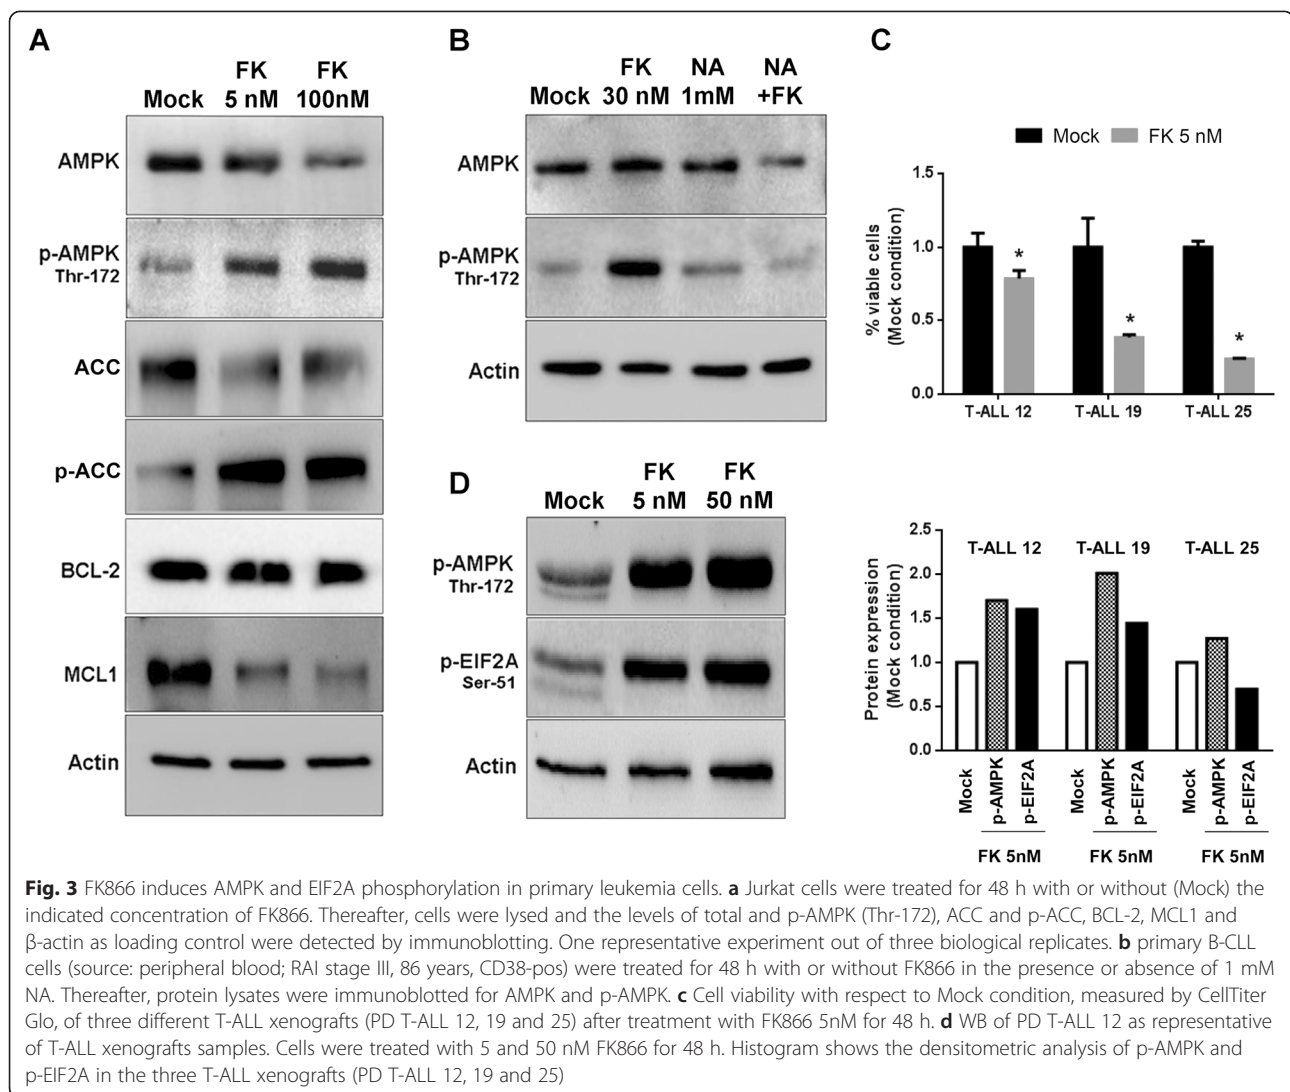 A
FK FK
Mock 5 nM 100nM
AMPK
p-AMPK
Thr-172
ACC
p-ACC
BCL-2
MCL1
Actin
B
FK NA NA
Mock 30 nM 1mM +FK
AMPK
p-AMPK
Thr-172
Actin
C
Mock FK 5 nM
% viable cells
(Mock condition)
1.5
1.0
0.5
0.0
* * *
T-ALL 12 T-ALL 19 T-ALL 25
D
FK FK
Mock 5 nM 50 nM
p-AMPK
Thr-172
p-EIF2A
Ser-51
Actin
Protein expression
(Mock condition)
2.5
2.0
1.5
1.0
0.5
0.0
T-ALL 12 T-ALL 19 T-ALL 25
Mock p-AMPK p-EIF2A Mock p-AMPK p-EIF2A Mock p-AMPK p-EIF2A
FK 5nM FK 5nM FK 5nM
Fig. 3 FK866 induces AMPK and EIF2A phosphorylation in primary leukemia cells. a Jurkat cells were treated for 48 h with or without (Mock) the
indicated concentration of FK866. Thereafter, cells were lysed and the levels of total and p-AMPK (Thr-172), ACC and p-ACC, BCL-2, MCL1 and
β-actin as loading control were detected by immunoblotting. One representative experiment out of three biological replicates. b primary B-CLL
cells (source: peripheral blood; RAI stage III, 86 years, CD38-pos) were treated for 48 h with or without FK866 in the presence or absence of 1 mM
NA. Thereafter, protein lysates were immunoblotted for AMPK and p-AMPK. c Cell viability with respect to Mock condition, measured by CellTiter
Glo, of three different T-ALL xenografts (PD T-ALL 12, 19 and 25) after treatment with FK866 5nM for 48 h. d WB of PD T-ALL 12 as representative
of T-ALL xenografts samples. Cells were treated with 5 and 50 nM FK866 for 48 h. Histogram shows the densitometric analysis of p-AMPK and
p-EIF2A in the three T-ALL xenografts (PD T-ALL 12, 19 and 25)